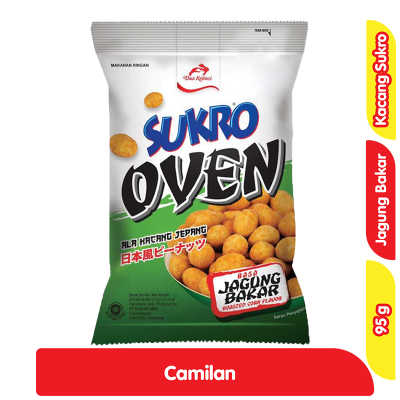 MAKANAN RINGAN
Dua Kelinci
SUKRO
OVEN
ALA KACANG JEPANG
日本風ピーナッツ
RASA
JAGUNG
BAKAR
ROASTED CORN FLAVOR
Kacang Sukro
Jagung Bakar
95 g
Camilan